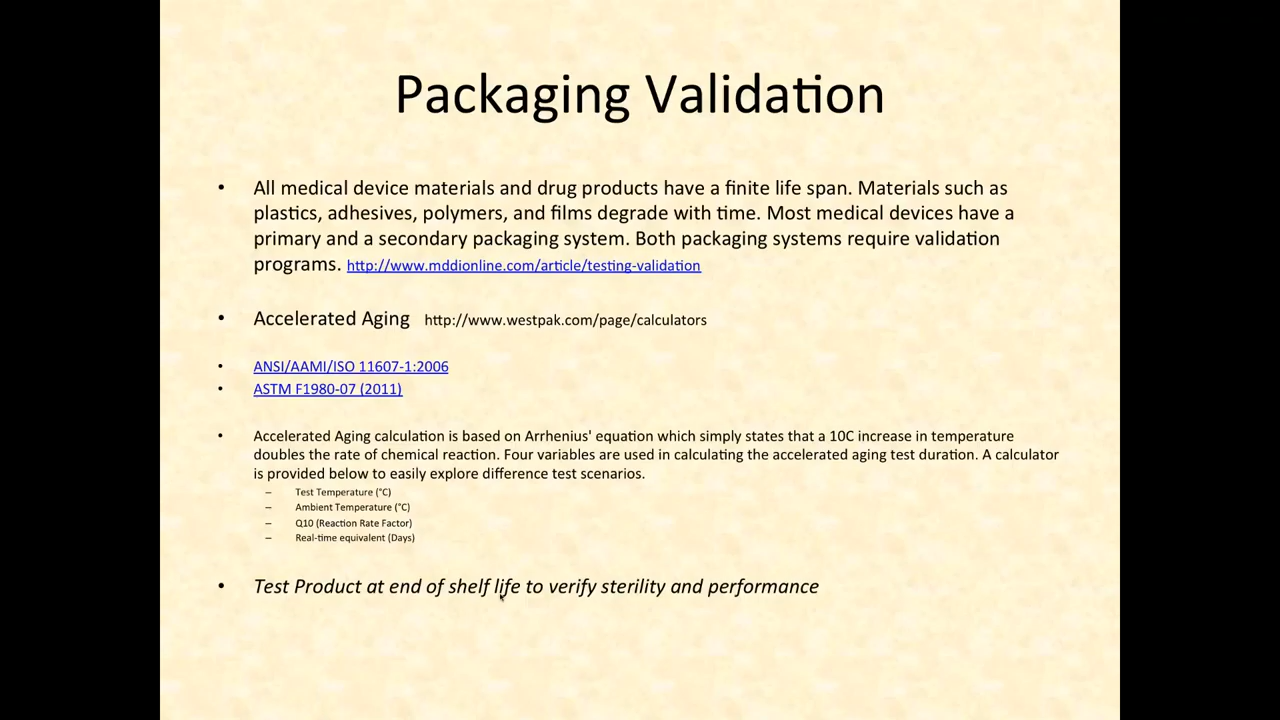 Packaging Validation
• All medical device materials and drug products have a finite life span. Materials such as
plastics, adhesives, polymers, and films degrade with time. Most medical devices have a
primary and a secondary packaging system. Both packaging systems require validation
programs. http://www.mddionline.com/article/testing-validation
• Accelerated Aging http://www.westpak.com/page/calculators
• ANSI/AAMI/ISO 11607-1:2006
• ASTM F1980-07 (2011)
• Accelerated Aging calculation is based on Arrhenius' equation which simply states that a 10C increase in temperature
doubles the rate of chemical reaction. Four variables are used in calculating the accelerated aging test duration. A calculator
is provided below to easily explore difference test scenarios.
– Test Temperature (°C)
– Ambient Temperature (°C)
– Q10 (Reaction Rate Factor)
– Real-time equivalent (Days)
• Test Product at end of shelf life to verify sterility and performance